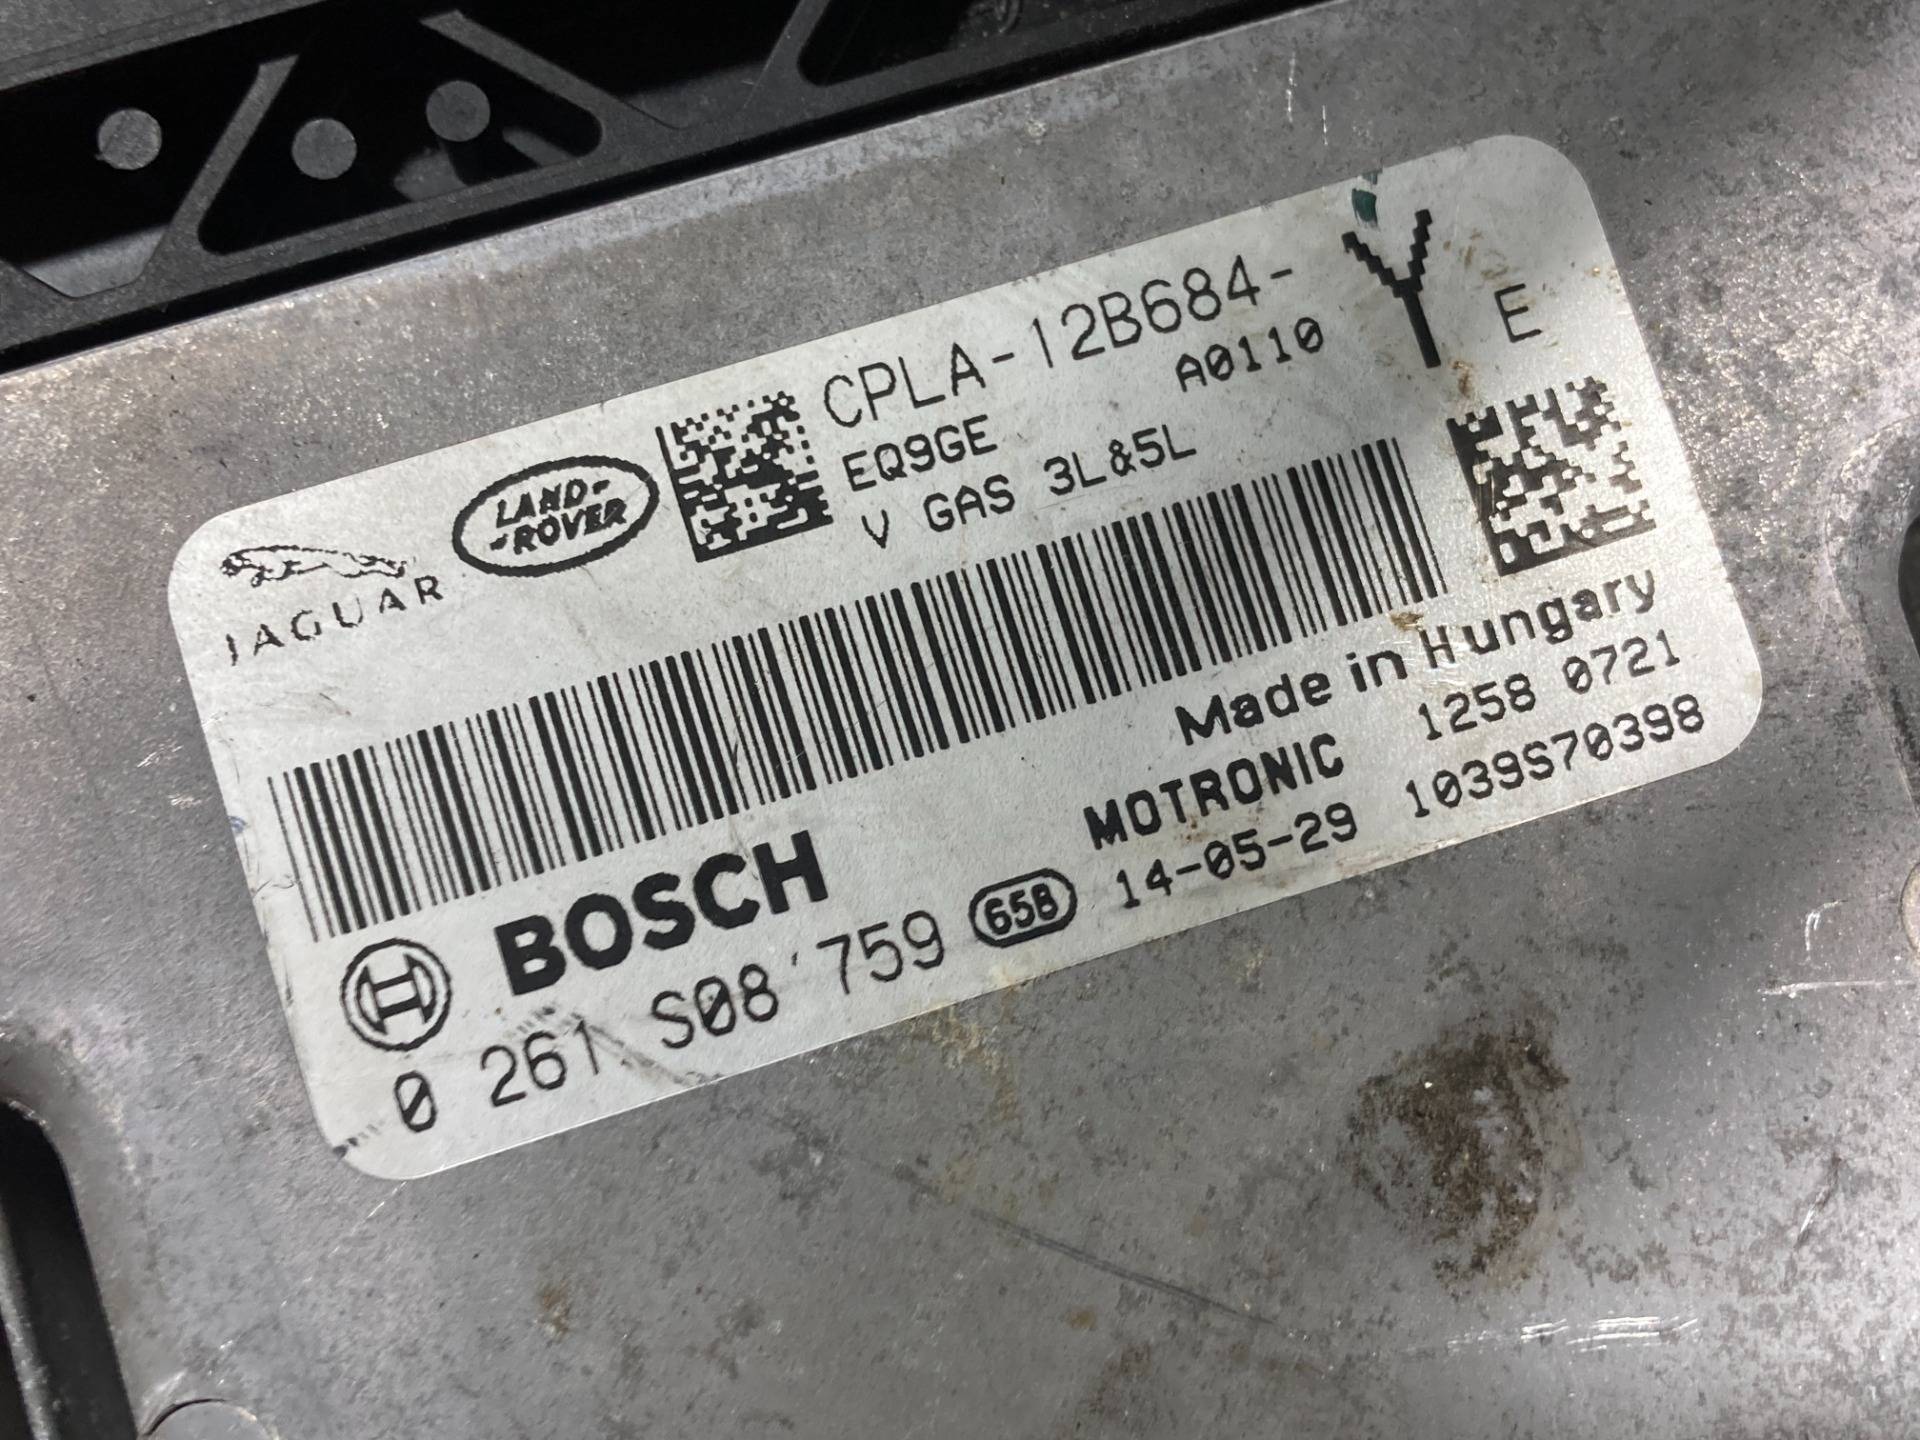 JAGUAR
LAND-
-ROVER
CPLA-12B684-
Y E
A0110
EQ9GE
V GAS 3L&5L
Made in Hungary
MOTRONIC 1258 0721
14-05-29 1039S70398
BOSCH
0 261 S08 759 65B